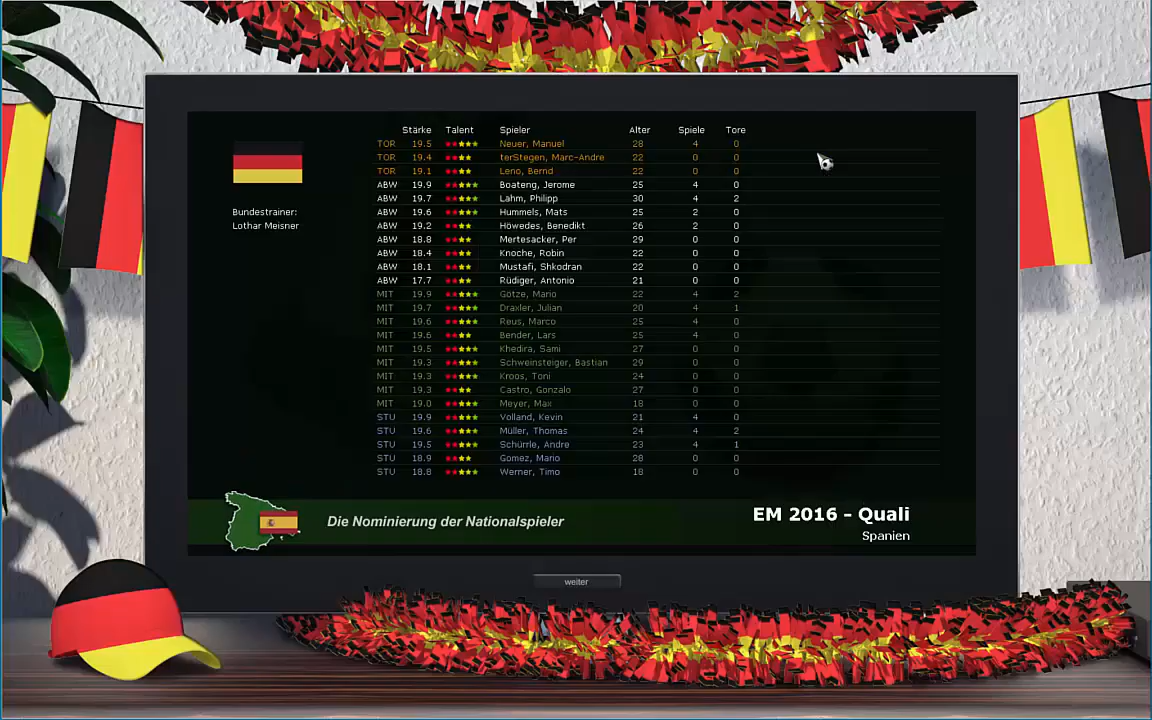 Stärke Talent Spieler Alter Spiele Tore
TOR 19.5 Neuer, Manuel 28 4 0
TOR 19.4 terStegen, Marc-Andre 22 0 0
TOR 19.1 Leno, Bernd 22 0 0
ABW 19.9 Boateng, Jerome 25 4 0
ABW 19.7 Lahm, Philipp 30 4 2
ABW 19.6 Hummels, Mats 25 2 0
ABW 19.2 Höwedes, Benedikt 26 2 0
ABW 18.8 Mertesacker, Per 29 0 0
ABW 18.4 Knoche, Robin 22 0 0
ABW 18.1 Mustafi, Shkodran 22 0 0
ABW 17.7 Rüdiger, Antonio 21 0 0
MIT 19.9 Götze, Mario 22 4 2
MIT 19.7 Draxler, Julian 20 4 1
MIT 19.6 Reus, Marco 25 4 0
MIT 19.6 Bender, Lars 25 4 0
MIT 19.5 Khedira, Sami 27 0 0
MIT 19.3 Schweinsteiger, Bastian 29 0 0
MIT 19.3 Kroos, Toni 24 0 0
MIT 19.3 Castro, Gonzalo 27 0 0
MIT 19.0 Meyer, Max 18 0 0
STU 19.9 Volland, Kevin 21 4 0
STU 19.6 Müller, Thomas 24 4 2
STU 19.5 Schürrle, Andre 23 4 1
STU 18.9 Gomez, Mario 28 0 0
STU 18.8 Werner, Timo 18 0 0
Bundestrainer:
Lothar Meisner
Die Nominierung der Nationalspieler
EM 2016 - Quali
Spanien
weiter